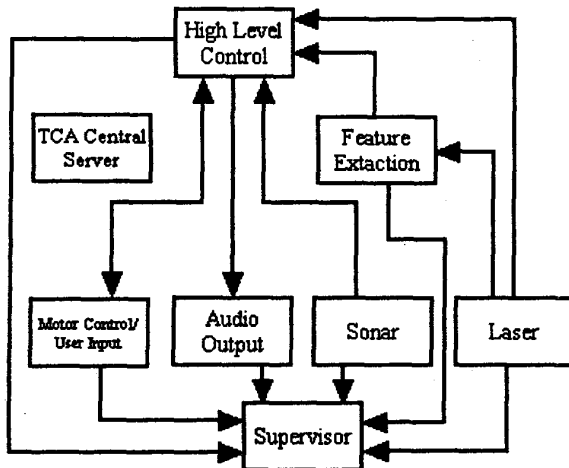 High Level
Control
TCA Central
Server
Feature
Extaction
Motor Control/
User Input
Audio
Output
Sonar
Laser
Supervisor